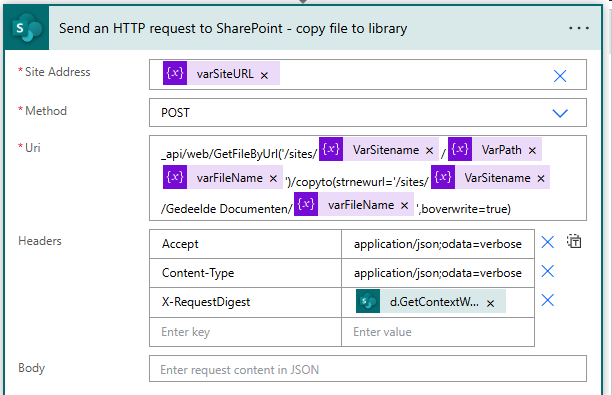 Send an HTTP request to SharePoint - copy file to library
* Site Address
{x} varSiteURL ×
* Method
POST
* Uri
_api/web/GetFileByUrl('/sites/ {x} VarSitename × / {x} VarPath ×
{x} varFileName × ')/copyto(strnewurl='/sites/ {x} VarSitename ×
/Gedeelde Documenten/ {x} varFileName × ',boverwrite=true)
Headers
Accept application/json;odata=verbose
Content-Type application/json;odata=verbose
X-RequestDigest d.GetContextW... ×
Enter key Enter value
Body
Enter request content in JSON